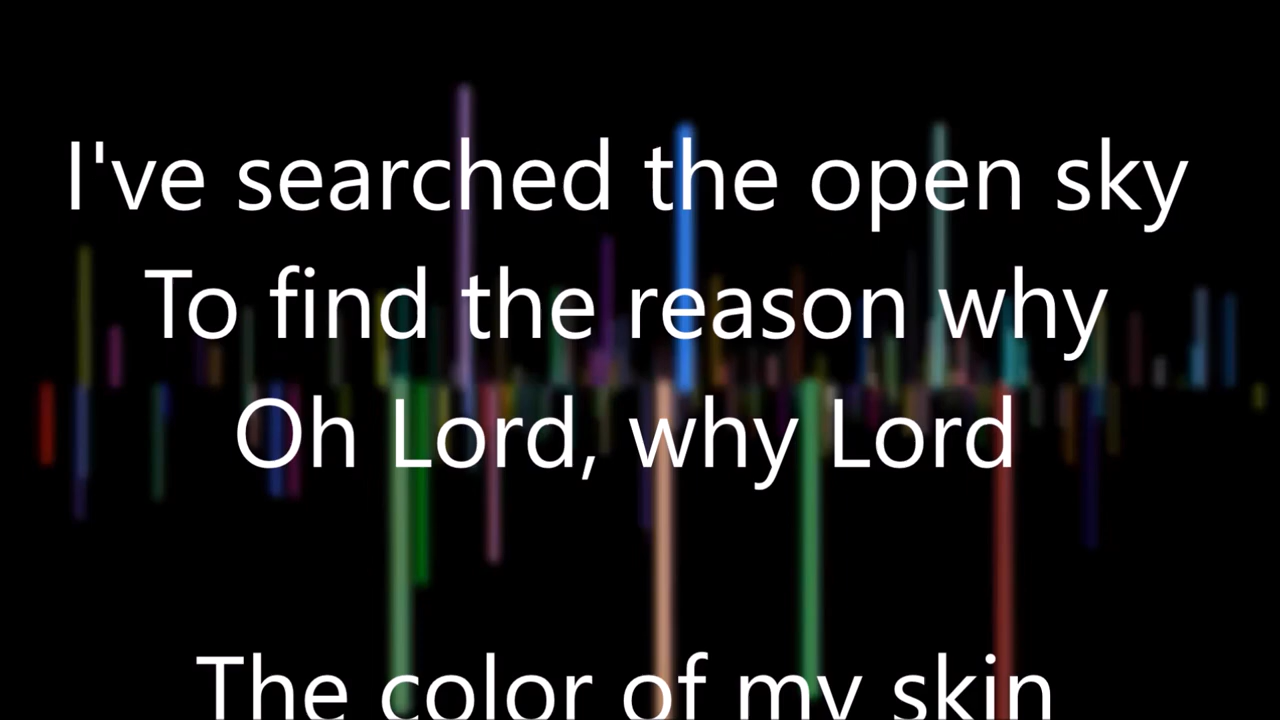 I've searched the open sky
To find the reason why
Oh Lord, why Lord
The color of my skin